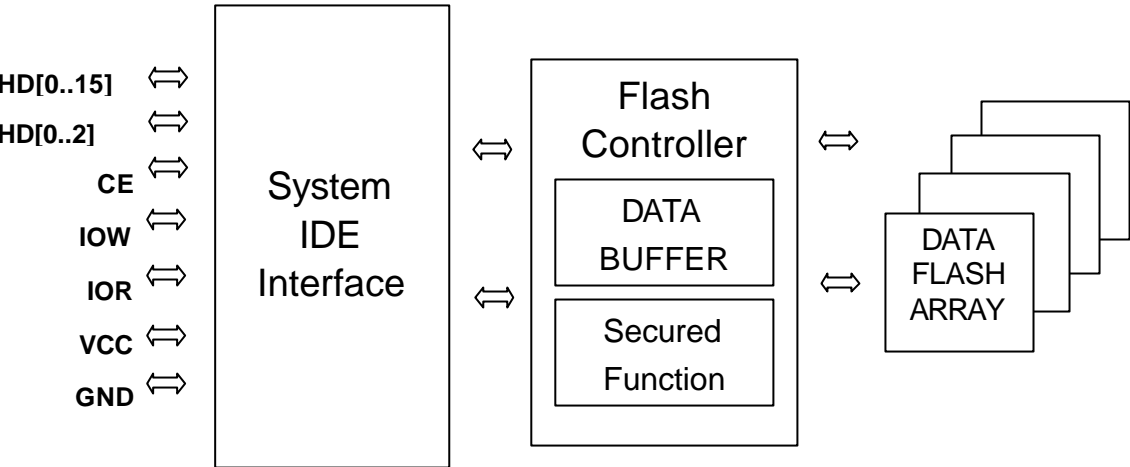 HD[0..15]
HD[0..2]
CE
IOW
IOR
VCC
GND
System
IDE
Interface
Flash
Controller
DATA
BUFFER
Secured
Function
DATA
FLASH
ARRAY